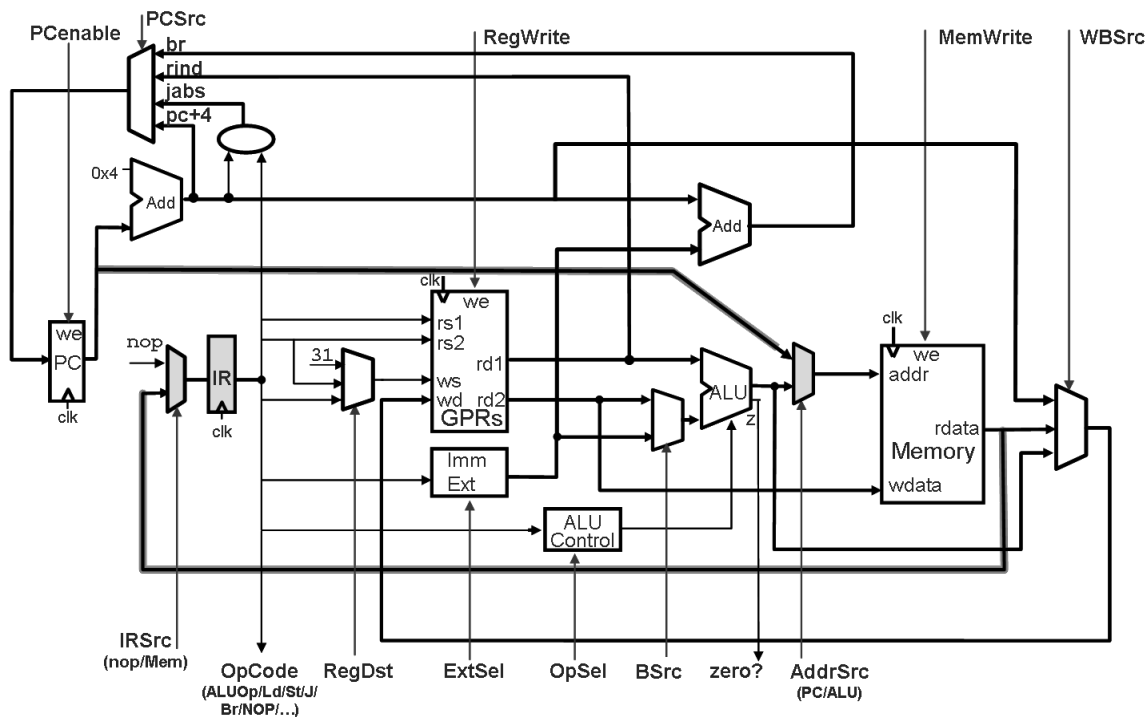 PCSrc
PCenable
RegWrite
MemWrite
WBSrc
br
rind
jabs
pc+4
0x4
Add
Add
clk
we
rs1
rs2
rd1
ws
wd
rd2
GPRs
we
PC
clk
nop
IR
clk
31
ALU
z
clk
we
addr
rdata
Memory
wdata
Imm
Ext
ALU
Control
IRSrc
(nop/Mem)
OpCode
(ALUOp/Ld/St/J/
Br/NOP/...)
RegDst
ExtSel
OpSel
BSrc
zero?
AddrSrc
(PC/ALU)